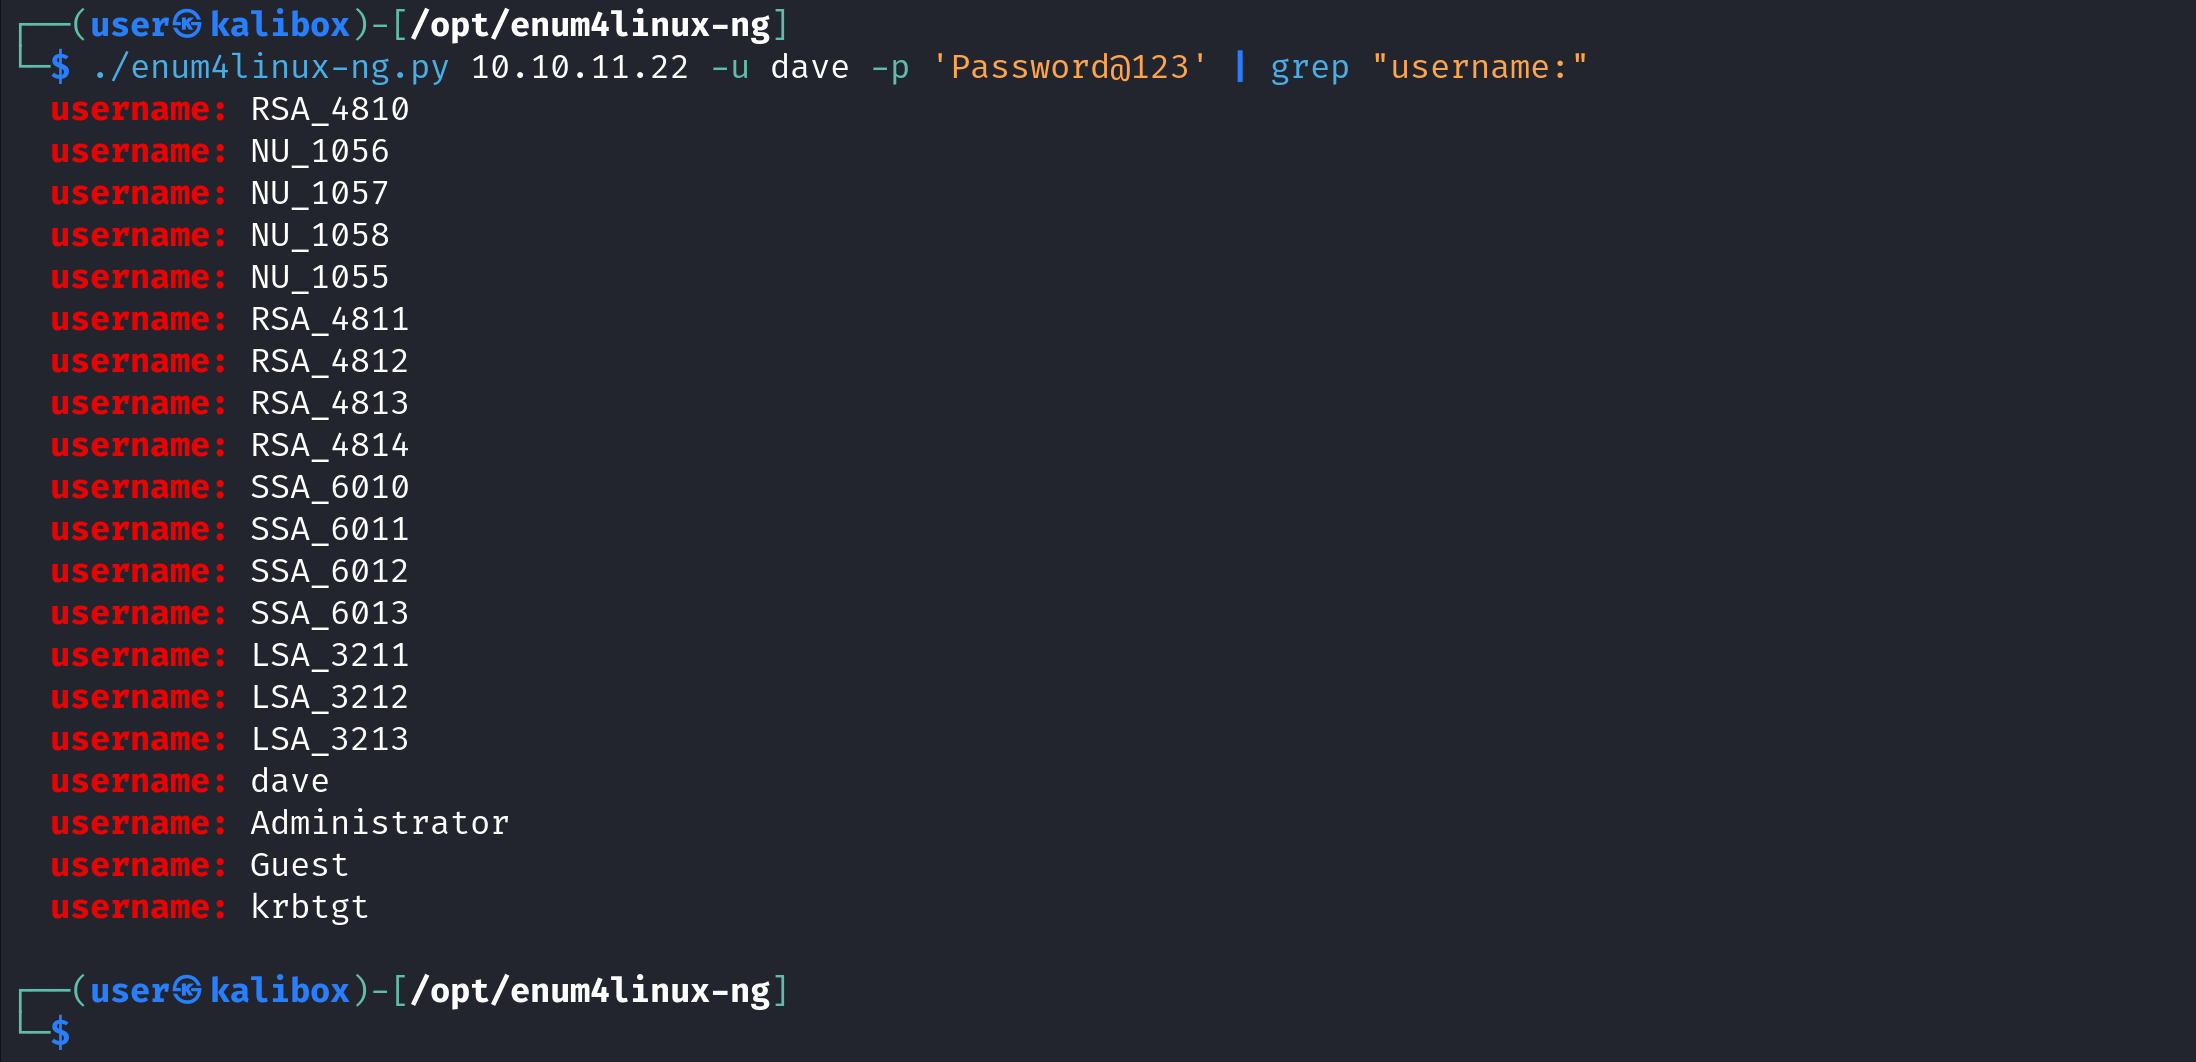 ┌──(user㉿kalibox)-[/opt/enum4linux-ng]
└─$ ./enum4linux-ng.py 10.10.11.22 -u dave -p 'Password@123' | grep "username:"
username: RSA_4810
username: NU_1056
username: NU_1057
username: NU_1058
username: NU_1055
username: RSA_4811
username: RSA_4812
username: RSA_4813
username: RSA_4814
username: SSA_6010
username: SSA_6011
username: SSA_6012
username: SSA_6013
username: LSA_3211
username: LSA_3212
username: LSA_3213
username: dave
username: Administrator
username: Guest
username: krbtgt
┌──(user㉿kalibox)-[/opt/enum4linux-ng]
└─$